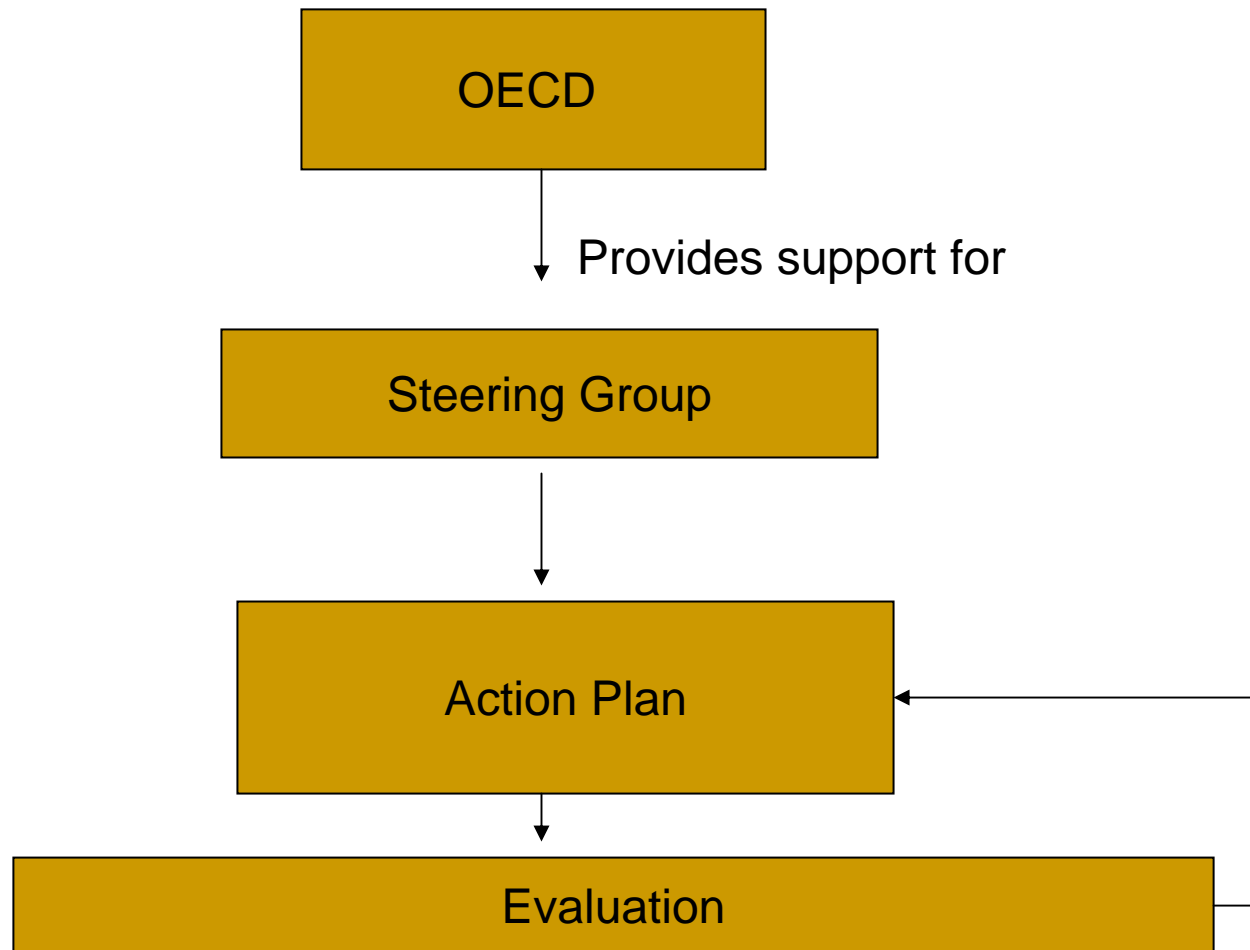 OECD
Provides support for
Steering Group
Action Plan
Evaluation